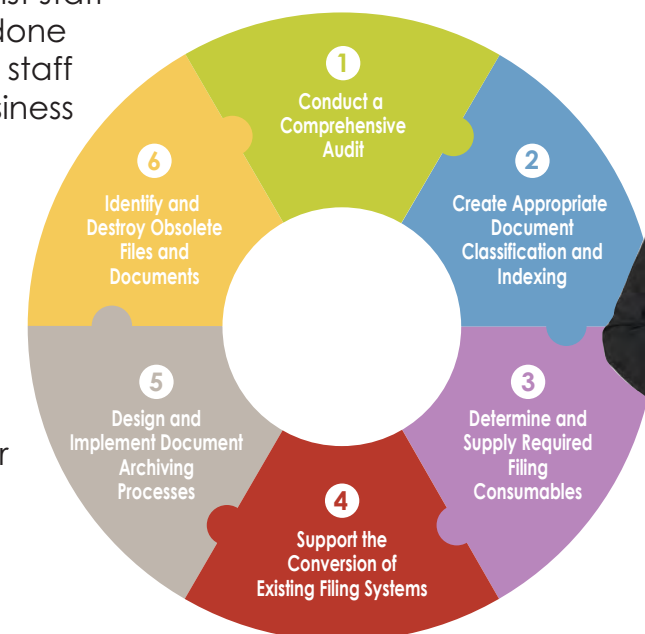 done
staff
siness
r
1
Conduct a
Comprehensive
Audit
2
Create Appropriate
Document
Classification and
Indexing
3
Determine and
Supply Required
Filing
Consumables
4
Support the
Conversion of
Existing Filing Systems
5
Design and
Implement Document
Archiving
Processes
6
Identify and
Destroy Obsolete
Files and
Documents